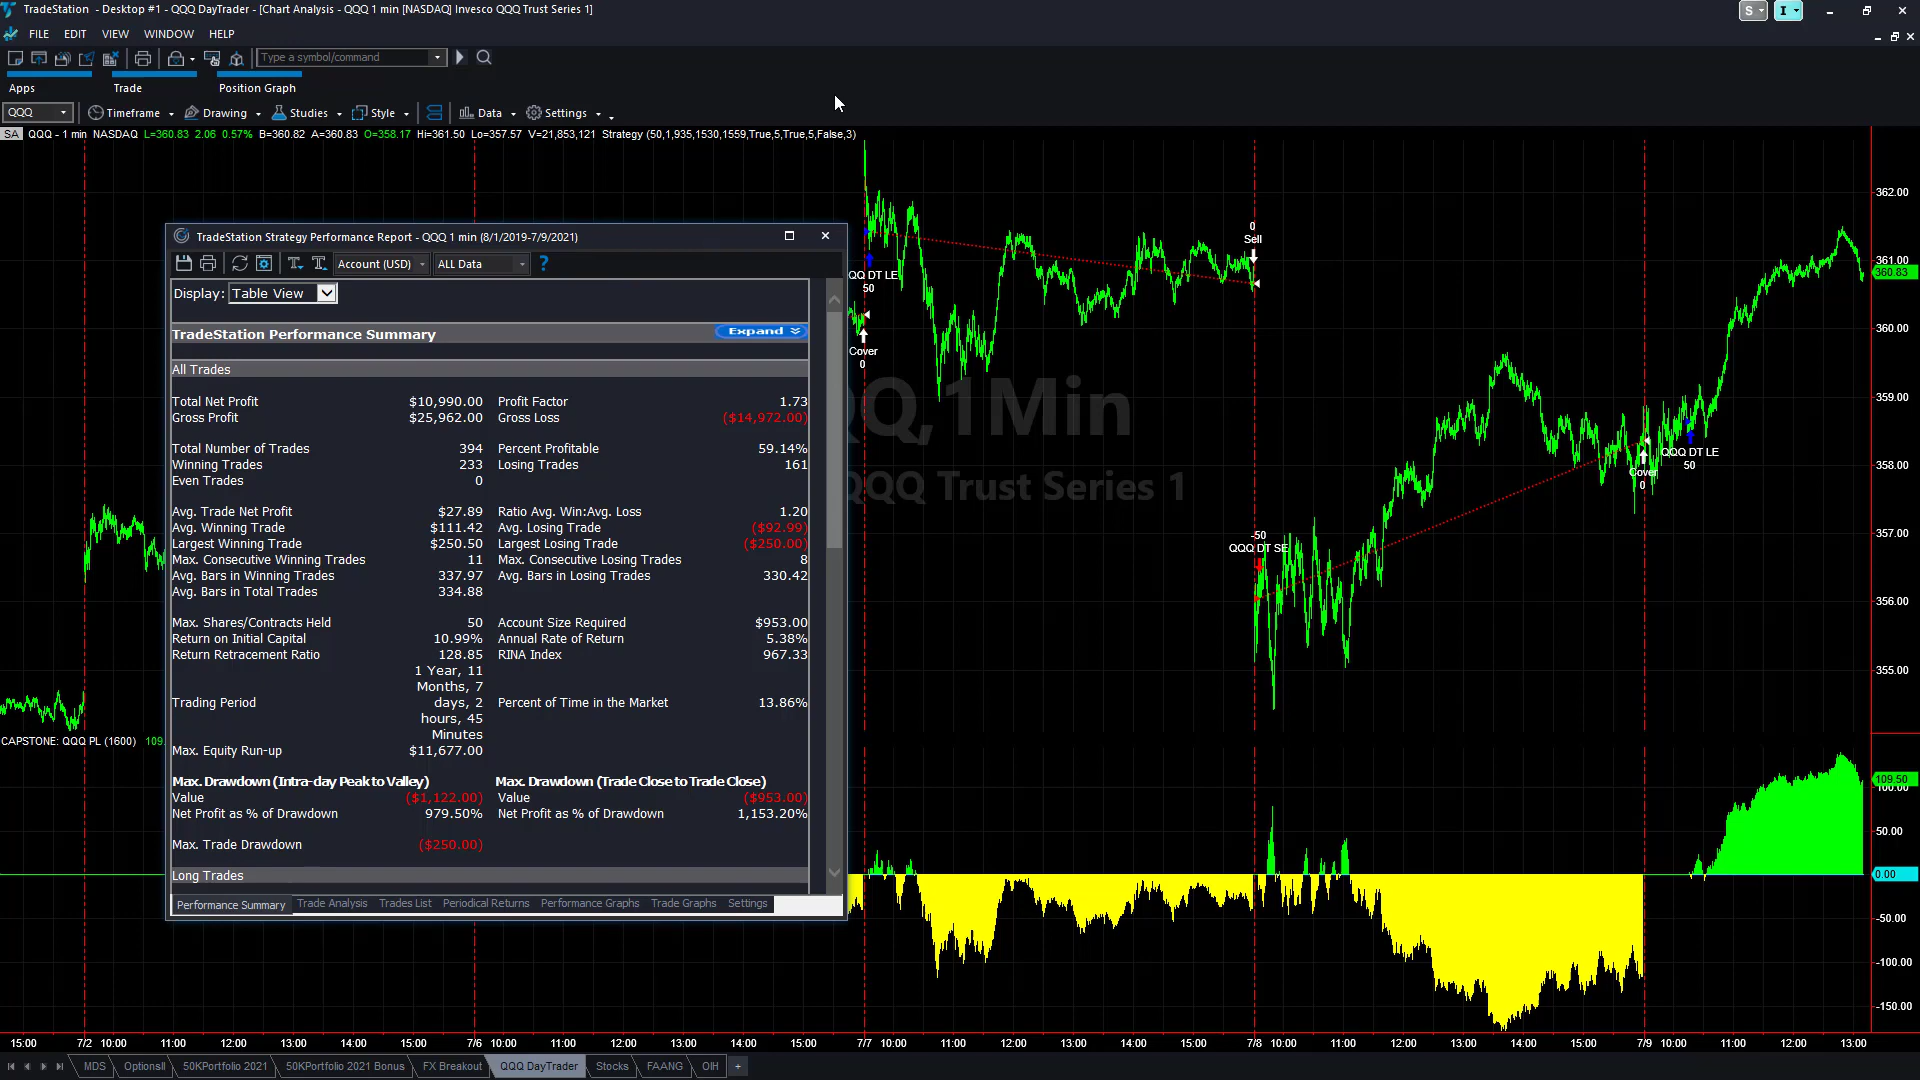 TradeStation - Desktop #1 - QQQ DayTrader - [Chart Analysis - QQQ 1 min [NASDAQ] Invesco QQQ Trust Series 1]
S I
FILE EDIT VIEW WINDOW HELP
Type a symbol/command
Apps Trade Position Graph
QQQ Timeframe Drawing Studies Style Data Settings
SA QQQ - 1 min NASDAQ L=360.83 2.06 0.57% B=360.82 A=360.83 O=358.17 Hi=361.50 Lo=357.57 V=21,853,121 Strategy (50,1,935,1530,1559,True,5,True,5,False,3)
TradeStation Strategy Performance Report - QQQ 1 min (8/1/2019-7/9/2021)
Account (USD) ALL Data ?
Display: Table View
TradeStation Performance Summary Expand
All Trades
Total Net Profit $10,990.00 Profit Factor 1.73
Gross Profit $25,962.00 Gross Loss ($14,972.00)
Total Number of Trades 394 Percent Profitable 59.14%
Winning Trades 233 Losing Trades 161
Even Trades 0
Avg. Trade Net Profit $27.89 Ratio Avg. Win:Avg. Loss 1.20
Avg. Winning Trade $111.42 Avg. Losing Trade ($92.99)
Largest Winning Trade $250.50 Largest Losing Trade ($250.00)
Max. Consecutive Winning Trades 11 Max. Consecutive Losing Trades 8
Avg. Bars in Winning Trades 337.97 Avg. Bars in Losing Trades 330.42
Avg. Bars in Total Trades 334.88
Max. Shares/Contracts Held 50 Account Size Required $953.00
Return on Initial Capital 10.99% Annual Rate of Return 5.38%
Return Retracement Ratio 128.85 RINA Index 967.33
1 Year, 11
Months, 7
Trading Period days, 2 Percent of Time in the Market 13.86%
hours, 45
Minutes
Max. Equity Run-up $11,677.00
Max. Drawdown (Intra-day Peak to Valley) Max. Drawdown (Trade Close to Trade Close)
Value ($1,122.00) Value ($953.00)
Net Profit as % of Drawdown 979.50% Net Profit as % of Drawdown 1,153.20%
Max. Trade Drawdown ($250.00)
Long Trades
Performance Summary Trade Analysis Trades List Periodical Returns Performance Graphs Trade Graphs Settings
QQ DT LE
50
Cover
0
0
Sell
-50
QQQ DT SE
Cover
0
QQQ DT LE
50
QQ,1Min
QQQ Trust Series 1
362.00
361.00
360.83
360.00
359.00
358.00
357.00
356.00
355.00
CAPSTONE: QQQ PL (1600) 109.
109.50
100.00
50.00
0.00
-50.00
-100.00
-150.00
15:00 7/2 10:00 11:00 12:00 13:00 14:00 15:00 7/6 10:00 11:00 12:00 13:00 14:00 15:00 7/7 10:00 11:00 12:00 13:00 14:00 15:00 7/8 10:00 11:00 12:00 13:00 14:00 15:00 7/9 10:00 11:00 12:00 13:00
MDS OptionsII 50KPortfolio 2021 50KPortfolio 2021 Bonus FX Breakout QQQ DayTrader Stocks FAANG OIH +